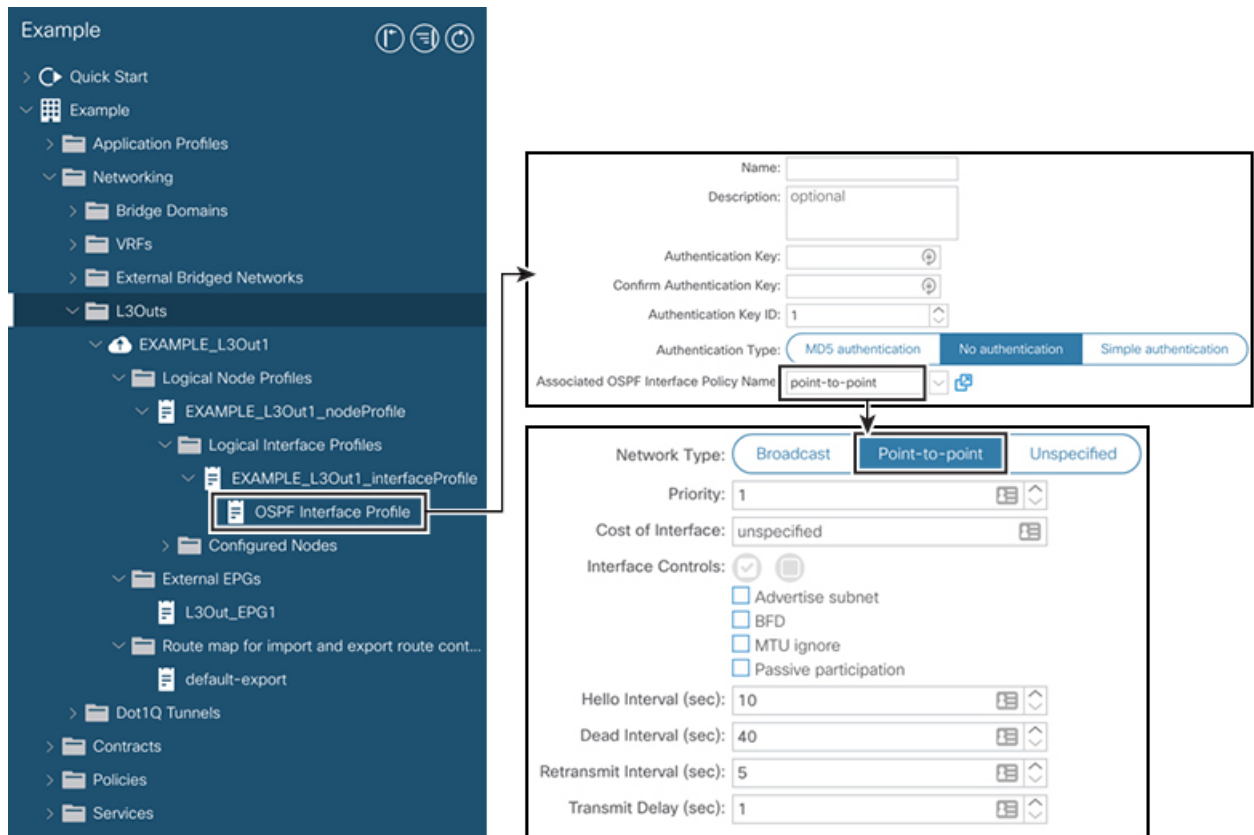 Example
Quick Start
Example
Application Profiles
Networking
Bridge Domains
VRFs
External Bridged Networks
L3Outs
EXAMPLE_L3Out1
Logical Node Profiles
EXAMPLE_L3Out1_nodeProfile
Logical Interface Profiles
EXAMPLE_L3Out1_interfaceProfile
OSPF Interface Profile
Configured Nodes
External EPGs
L3Out_EPG1
Route map for import and export route cont...
default-export
Dot1Q Tunnels
Contracts
Policies
Services
Name:
Description: optional
Authentication Key:
Confirm Authentication Key:
Authentication Key ID: 1
Authentication Type: MD5 authentication No authentication Simple authentication
Associated OSPF Interface Policy Name point-to-point
Network Type: Broadcast Point-to-point Unspecified
Priority: 1
Cost of Interface: unspecified
Interface Controls:
Advertise subnet
BFD
MTU ignore
Passive participation
Hello Interval (sec): 10
Dead Interval (sec): 40
Retransmit Interval (sec): 5
Transmit Delay (sec): 1